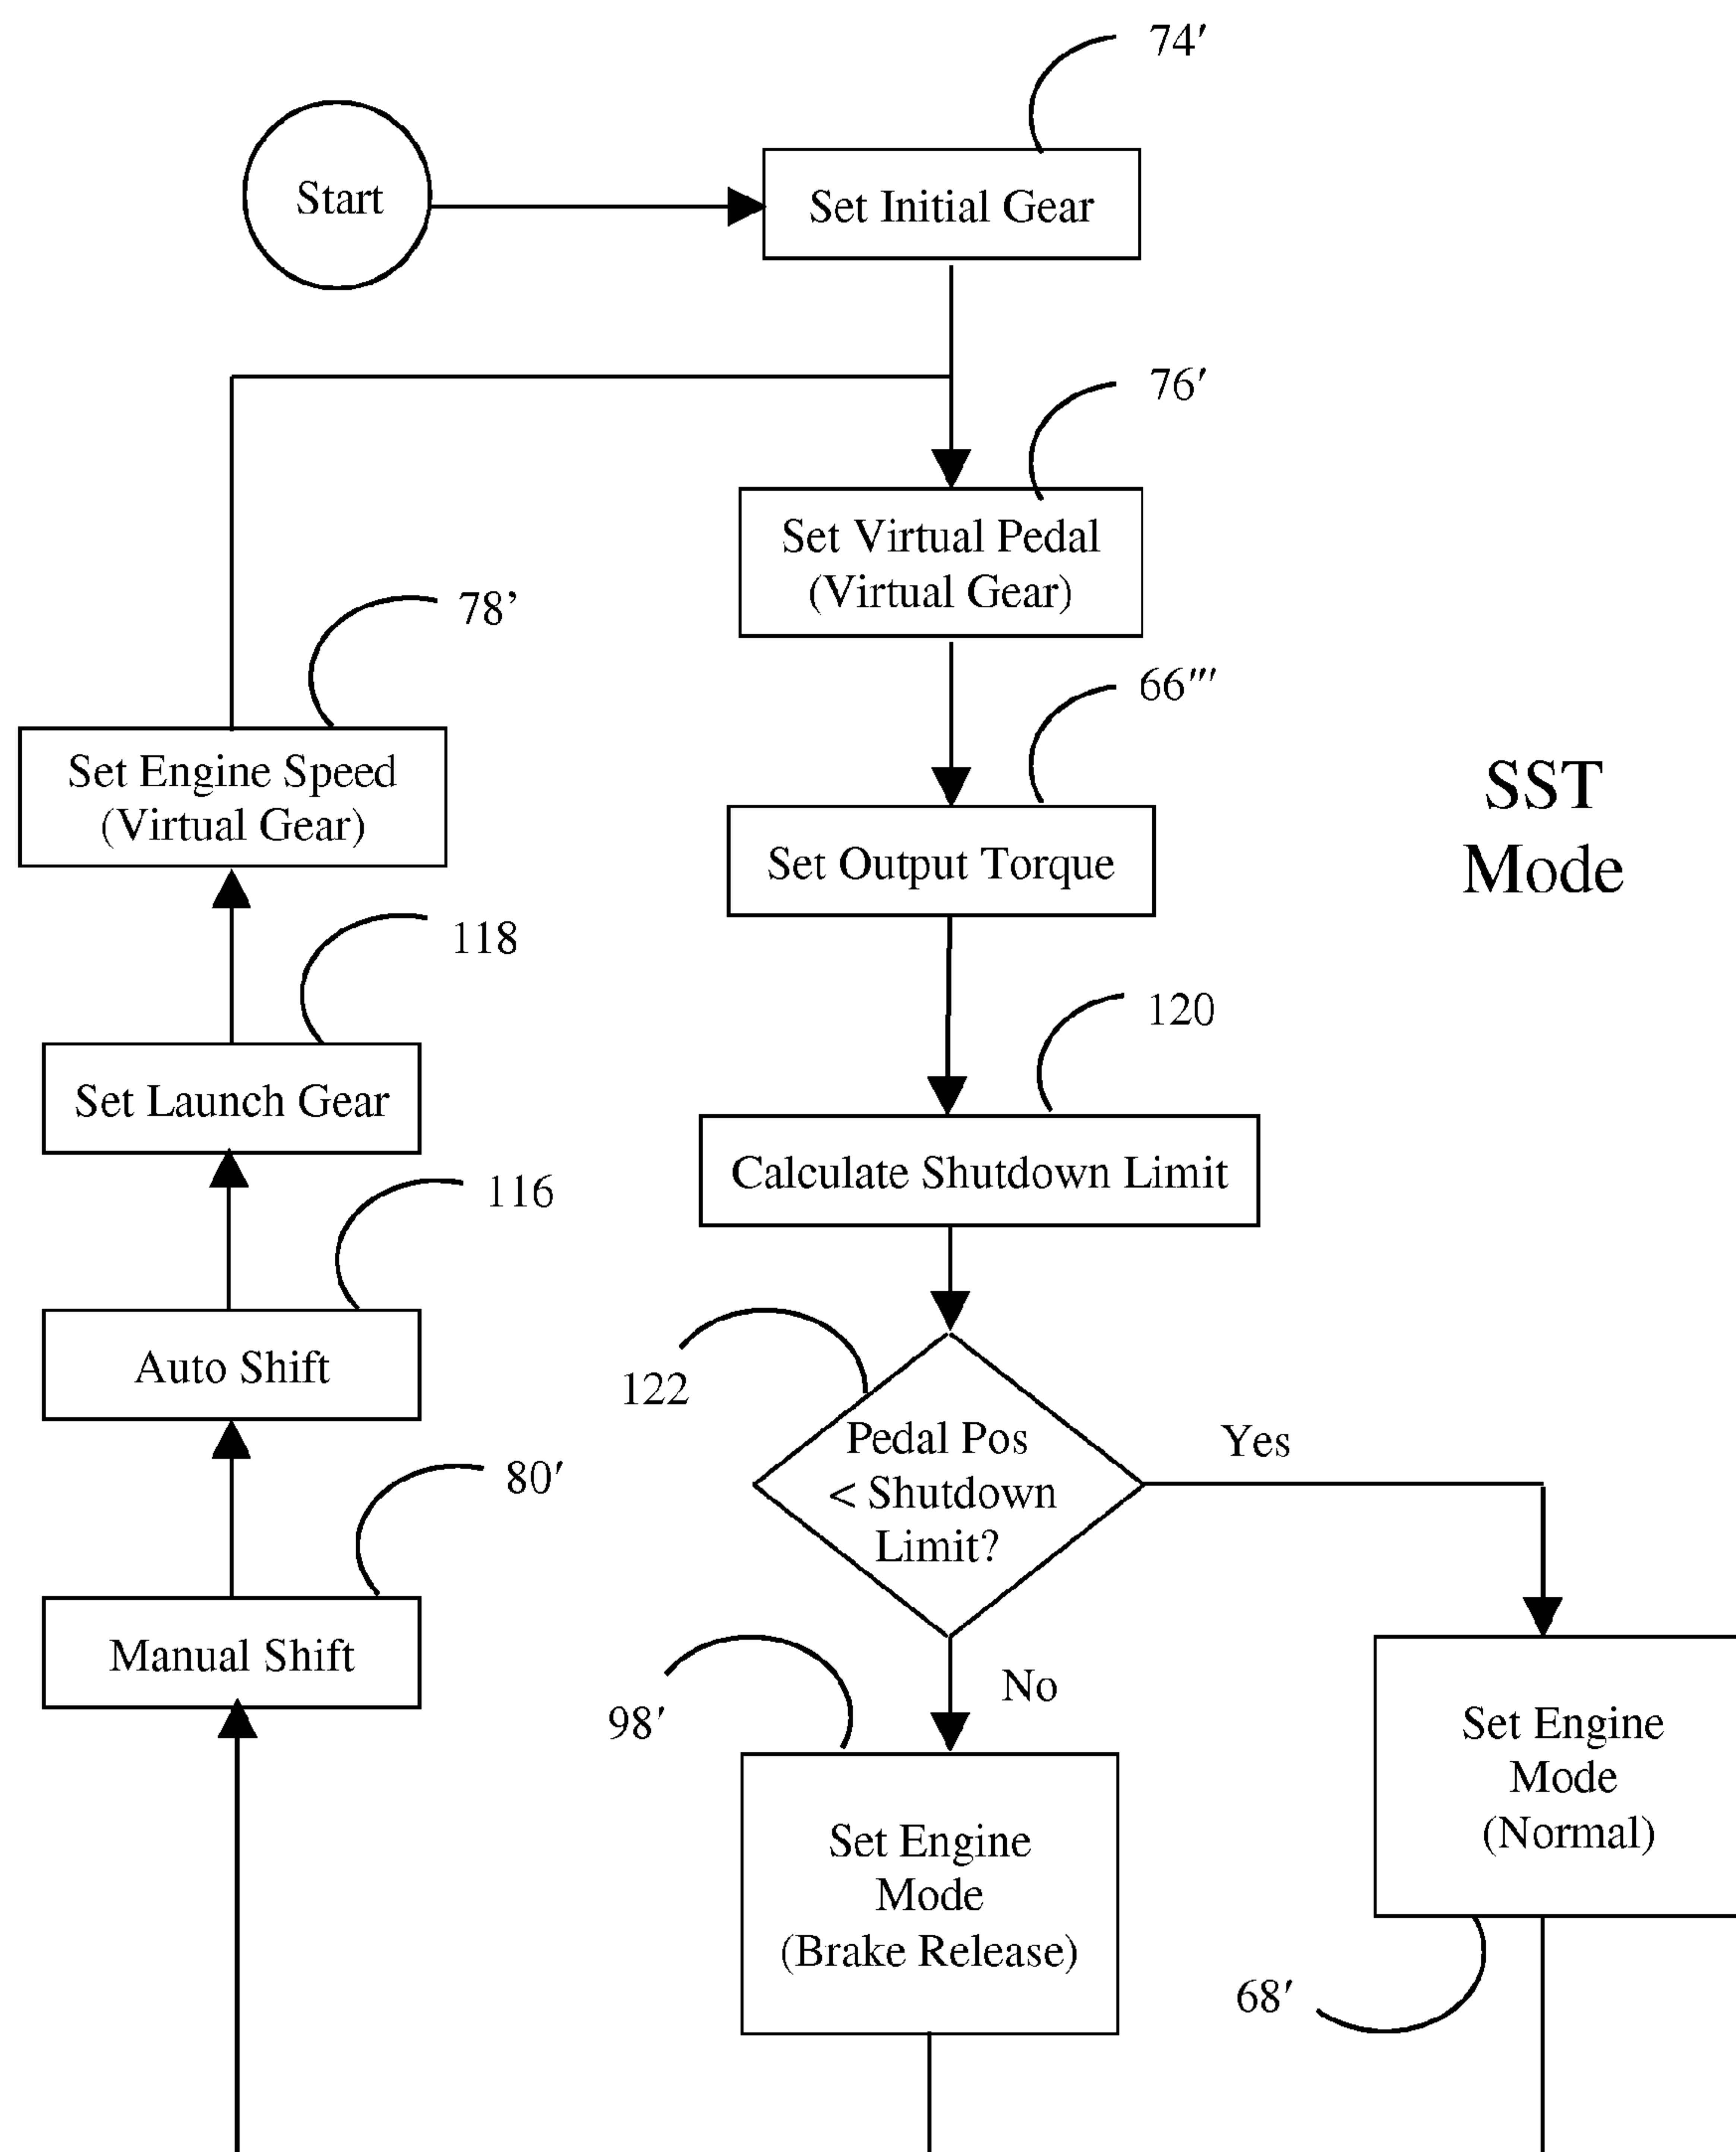 74′
Start
Set Initial Gear
76′
Set Virtual Pedal
(Virtual Gear)
78’
66‴
Set Engine Speed
(Virtual Gear)
Set Output Torque
SST
Mode
118
120
Set Launch Gear
Calculate Shutdown Limit
116
Auto Shift
122
Pedal Pos
< Shutdown
Limit?
Yes
80′
Manual Shift
No
98′
Set Engine
Mode
(Normal)
Set Engine
Mode
(Brake Release)
68′